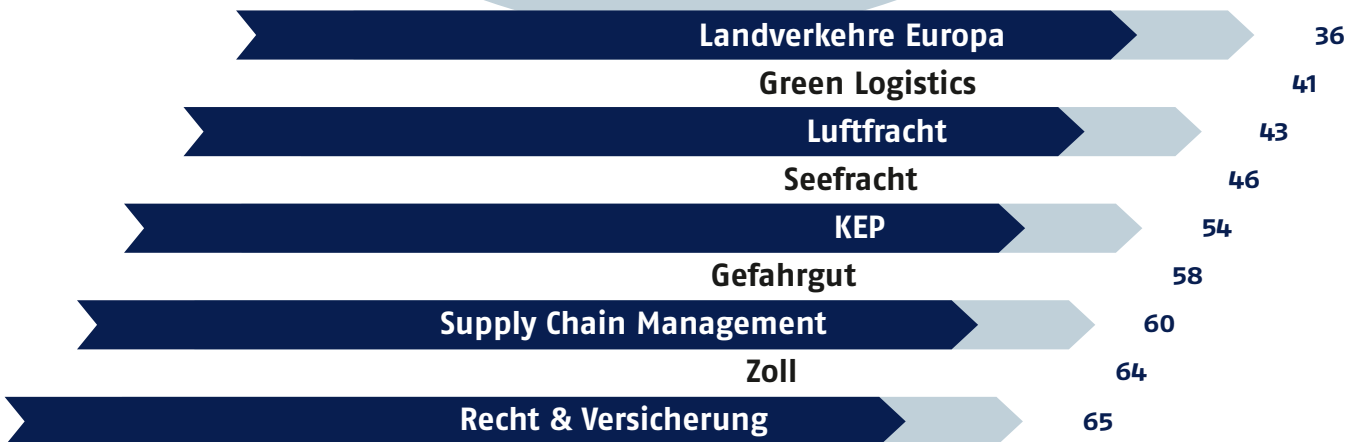 Landverkehre Europa 36
Green Logistics 41
Luftfracht 43
Seefracht 46
KEP 54
Gefahrgut 58
Supply Chain Management 60
Zoll 64
Recht & Versicherung 65